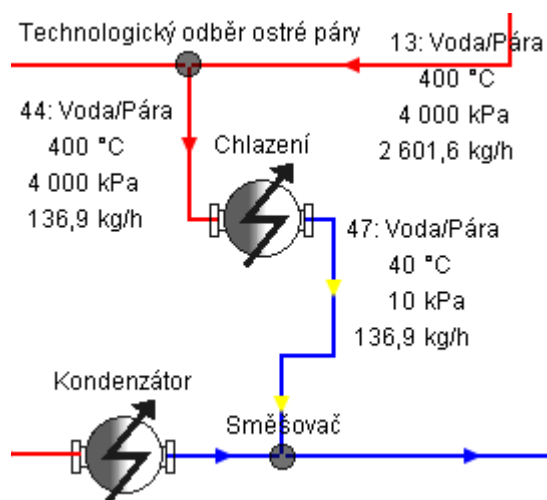 Technologický odběr ostré páry
13: Voda/Pára
400 °C
4 000 kPa
2 601,6 kg/h
44: Voda/Pára
400 °C
4 000 kPa
136,9 kg/h
Chlazení
47: Voda/Pára
40 °C
10 kPa
136,9 kg/h
Kondenzátor
Směšovač